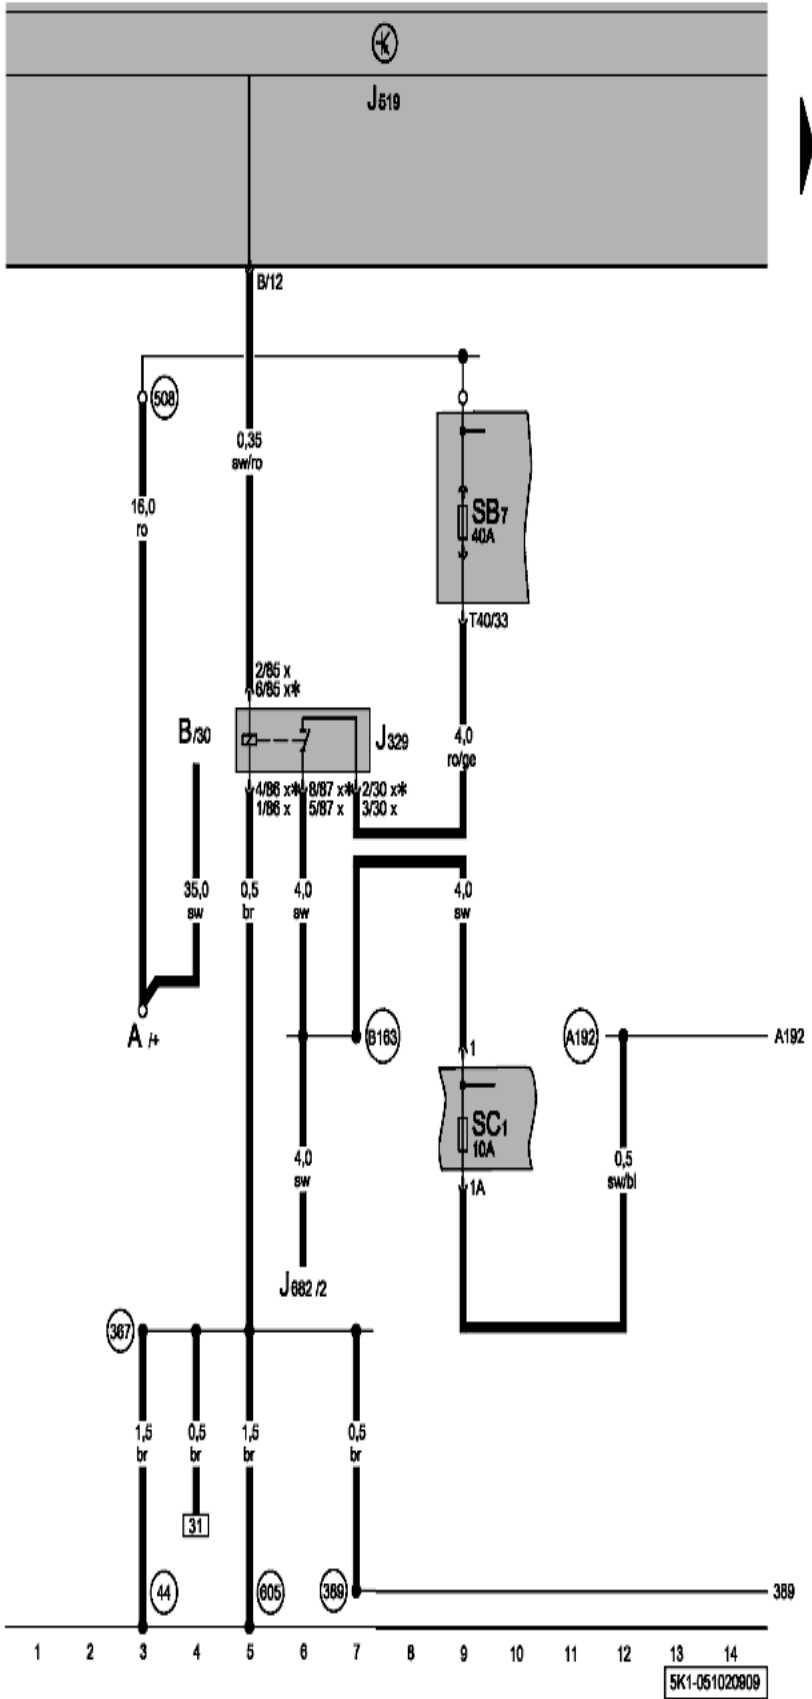 J519
B/12
508
0,35
sw/ro
16,0
ro
SB7
40A
T40/33
2/85 x
6/85 x*
B/30
J329
4,0
ro/ge
4/86 x* 8/87 x* 2/30 x*
1/86 x 5/87 x 3/30 x
35,0
sw
0,5
br
4,0
sw
4,0
sw
A /+
B163
A192
A192
1
SC1
10A
1A
4,0
sw
0,5
sw/bl
J682 /2
367
1,5
br
0,5
br
1,5
br
0,5
br
31
44
605
389
389
1 2 3 4 5 6 7 8 9 10 11 12 13 14
5K1-051020909